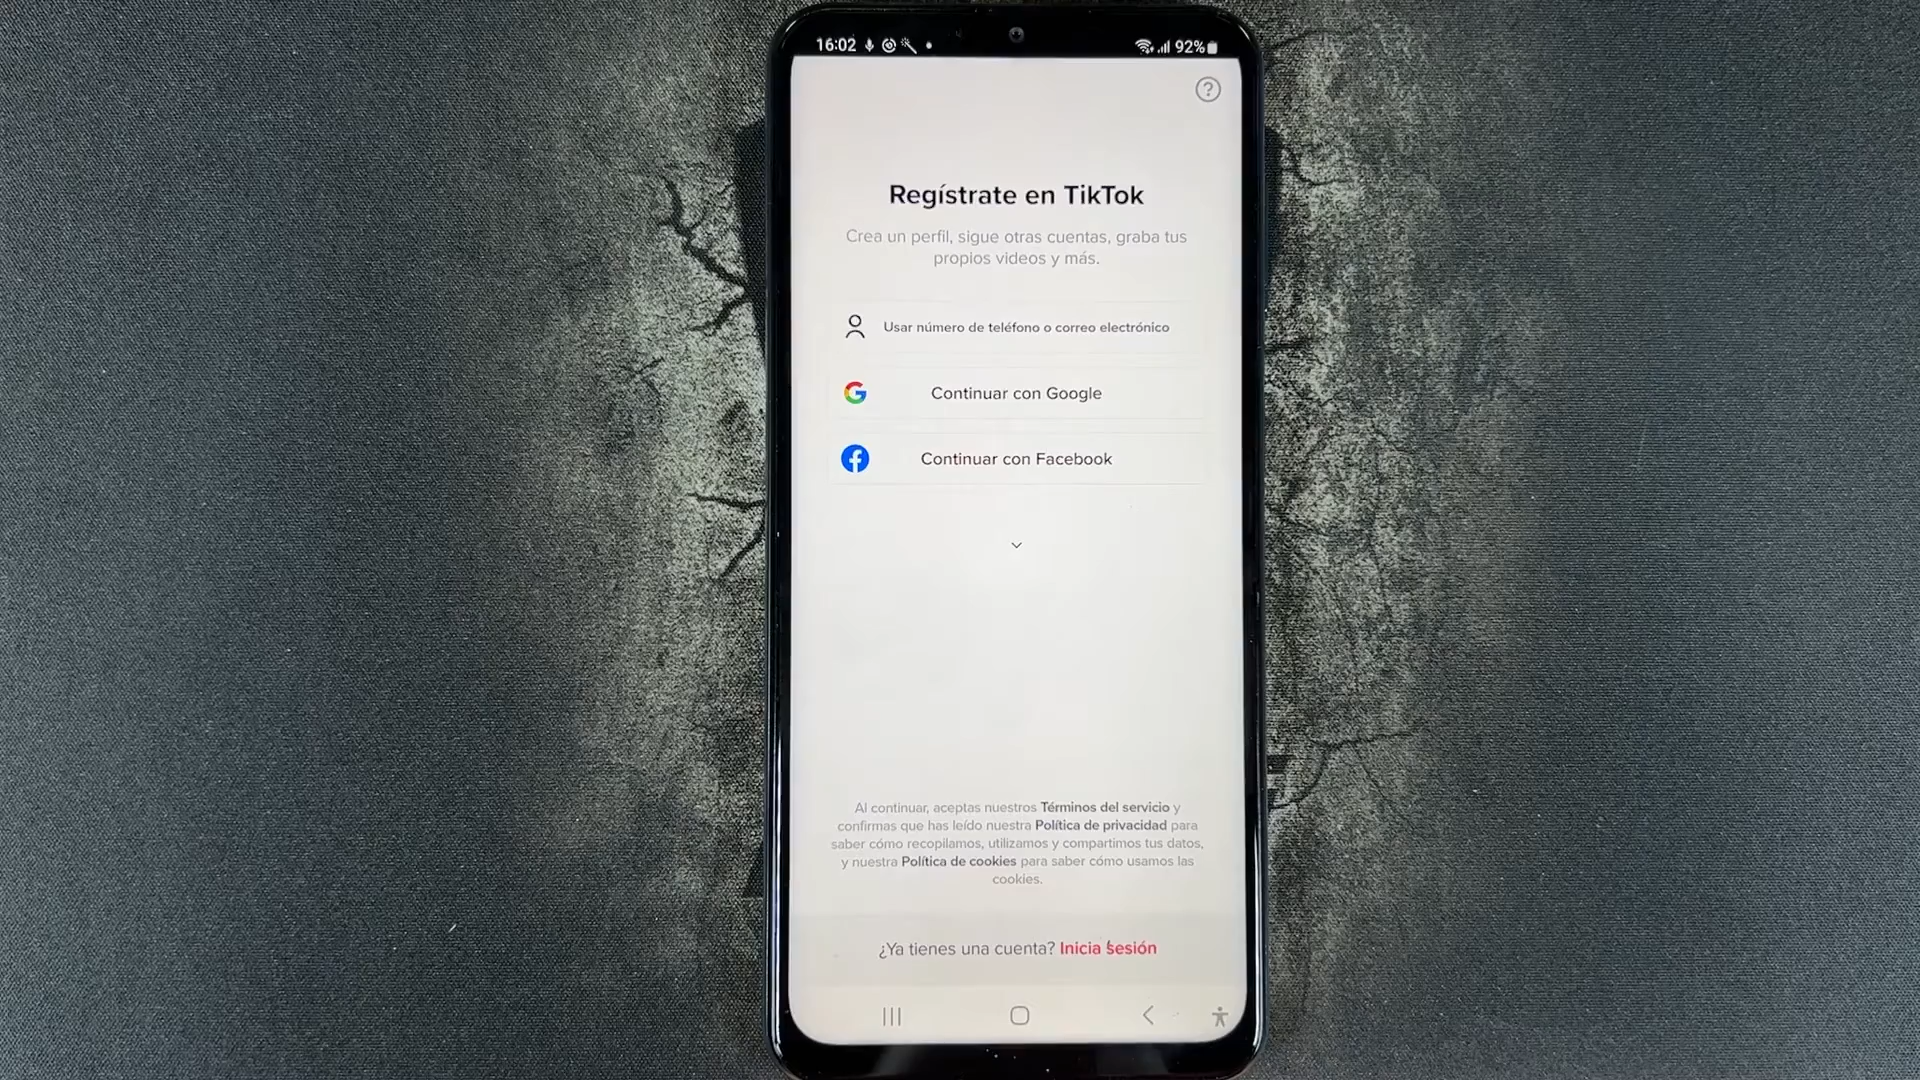 16:02
92%
Regístrate en TikTok
Crea un perfil, sigue otras cuentas, graba tus
propios videos y más.
Usar número de teléfono o correo electrónico
Continuar con Google
Continuar con Facebook
Al continuar, aceptas nuestros Términos del servicio y
confirmas que has leído nuestra Política de privacidad para
saber cómo recopilamos, utilizamos y compartimos tus datos,
y nuestra Política de cookies para saber cómo usamos las
cookies.
¿Ya tienes una cuenta? Inicia sesión